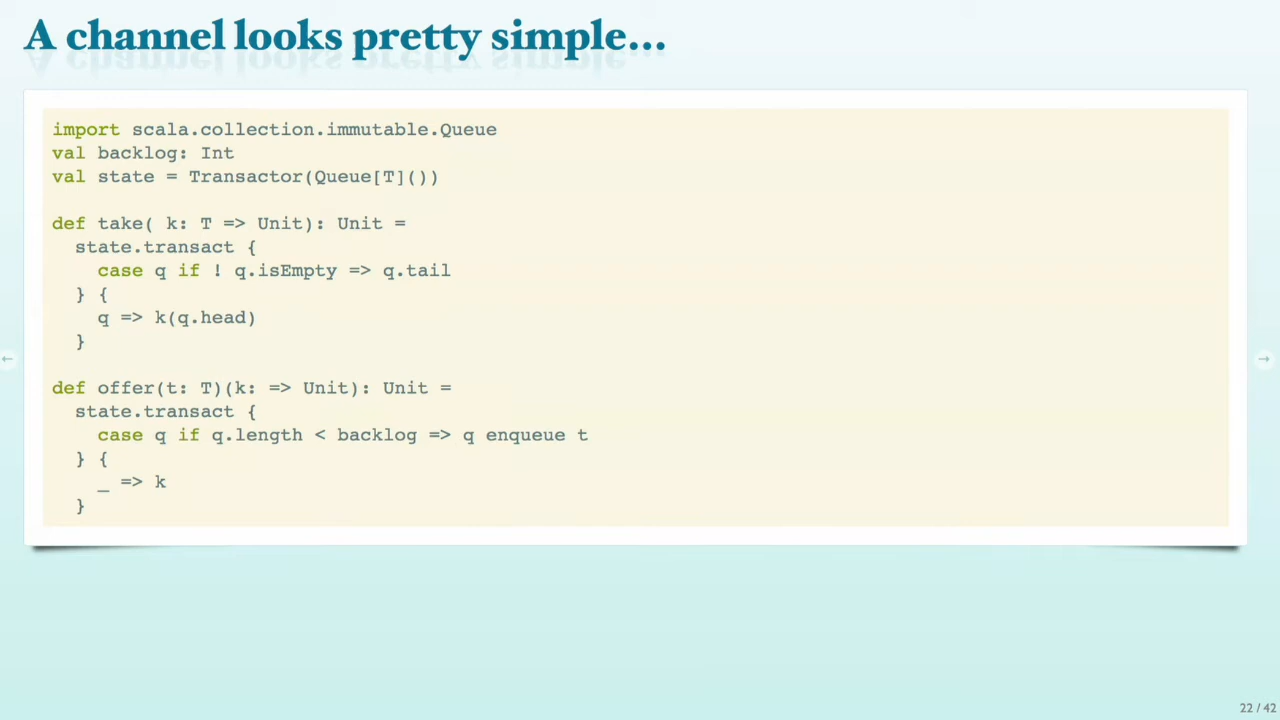 A channel looks pretty simple...
import scala.collection.immutable.Queue
val backlog: Int
val state = Transactor(Queue[T]())
def take( k: T => Unit): Unit =
state.transact {
case q if ! q.isEmpty => q.tail
} {
q => k(q.head)
}
def offer(t: T)(k: => Unit): Unit =
state.transact {
case q if q.length < backlog => q enqueue t
} {
_ => k
}
←
→
22 / 42